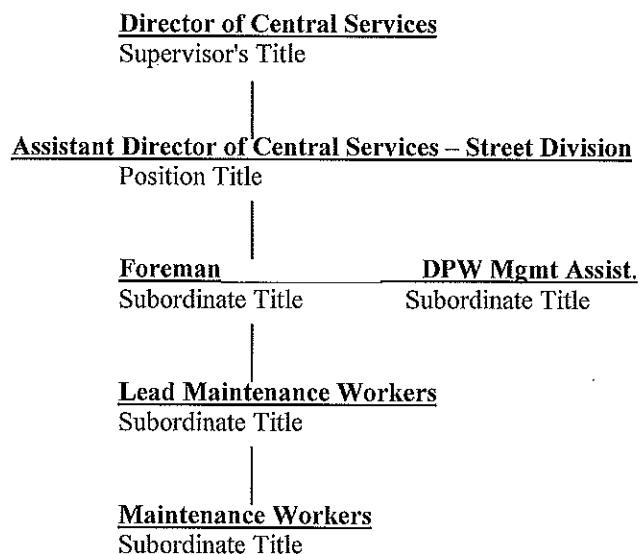 Director of Central Services
Supervisor's Title
Assistant Director of Central Services – Street Division
Position Title
Foreman DPW Mgmt Assist.
Subordinate Title Subordinate Title
Lead Maintenance Workers
Subordinate Title
Maintenance Workers
Subordinate Title